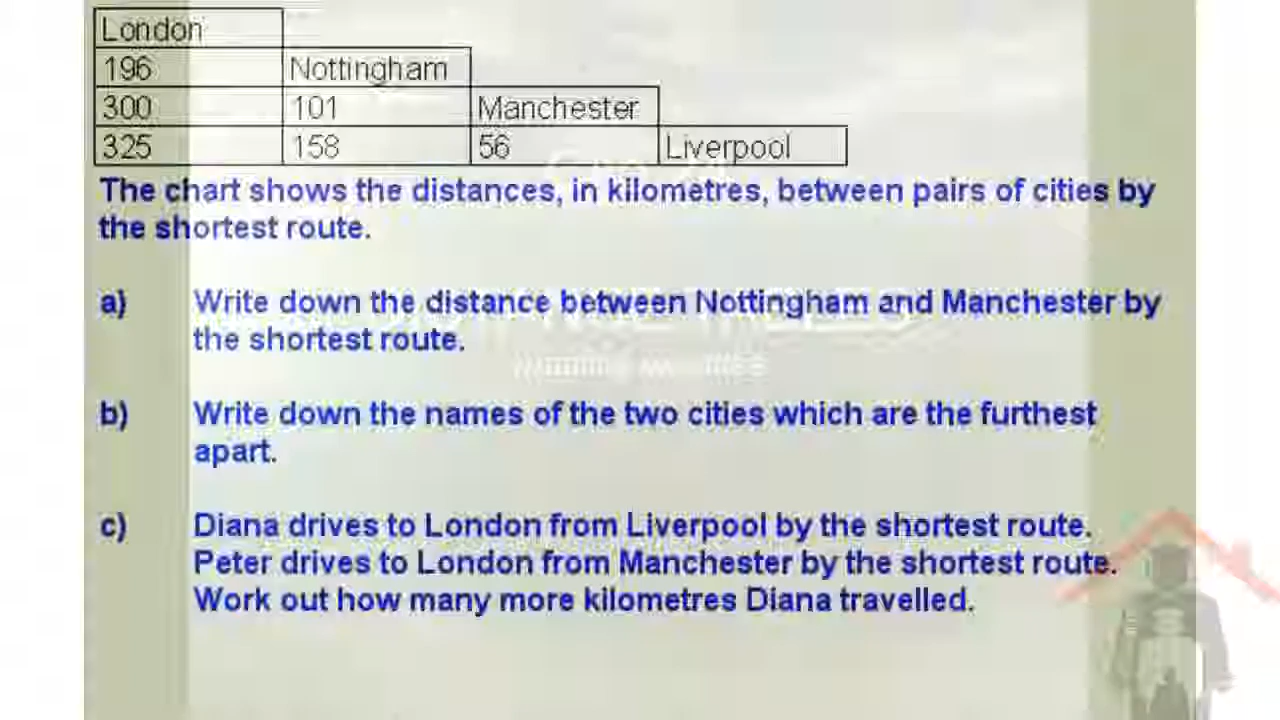 London
196 Nottingham
300 101 Manchester
325 158 56 Liverpool
The chart shows the distances, in kilometres, between pairs of cities by
the shortest route.
a) Write down the distance between Nottingham and Manchester by
the shortest route.
b) Write down the names of the two cities which are the furthest
apart.
c) Diana drives to London from Liverpool by the shortest route.
Peter drives to London from Manchester by the shortest route.
Work out how many more kilometres Diana travelled.